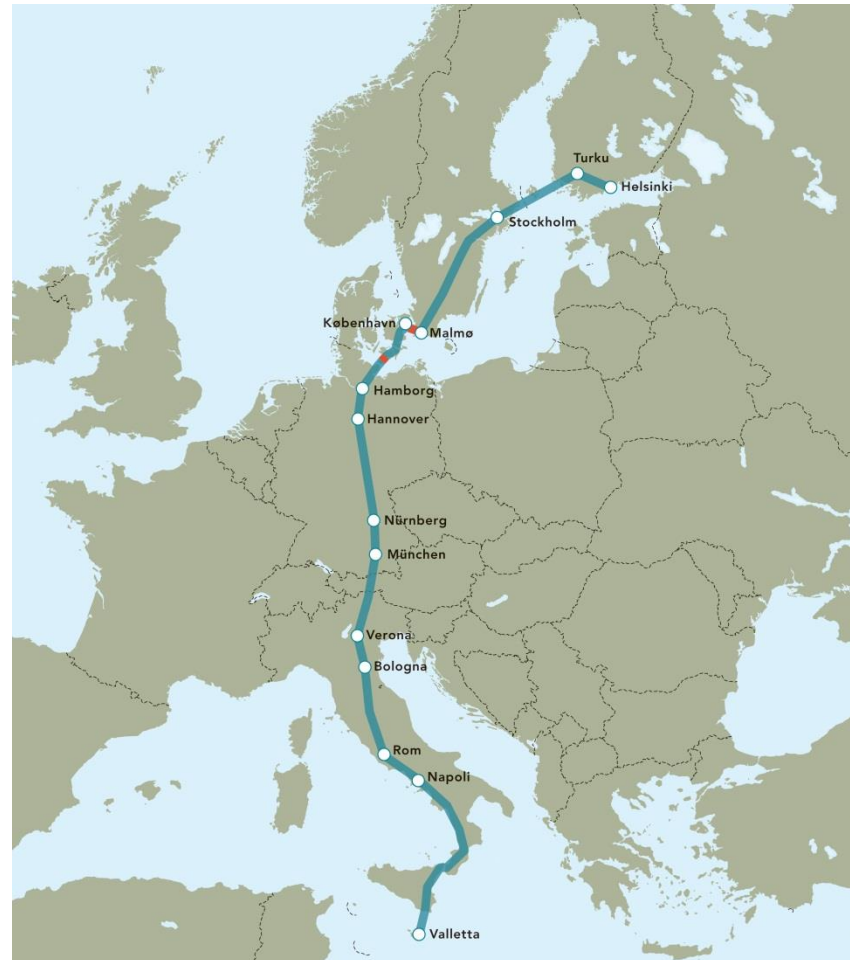 Turku
Helsinki
Stockholm
København
Malmø
Hamborg
Hannover
Nürnberg
München
Verona
Bologna
Rom
Napoli
Valletta